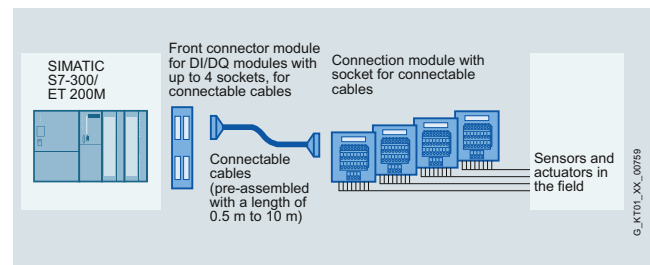 SIMATIC
S7-300/
ET 200M
Front connector module
for DI/DQ modules with
up to 4 sockets, for
connectable cables
Connectable
cables
(pre-assembled
with a length of
0.5 m to 10 m)
Connection module with
socket for connectable
cables
Sensors and
actuators in
the field
G_KT01_XX_00759